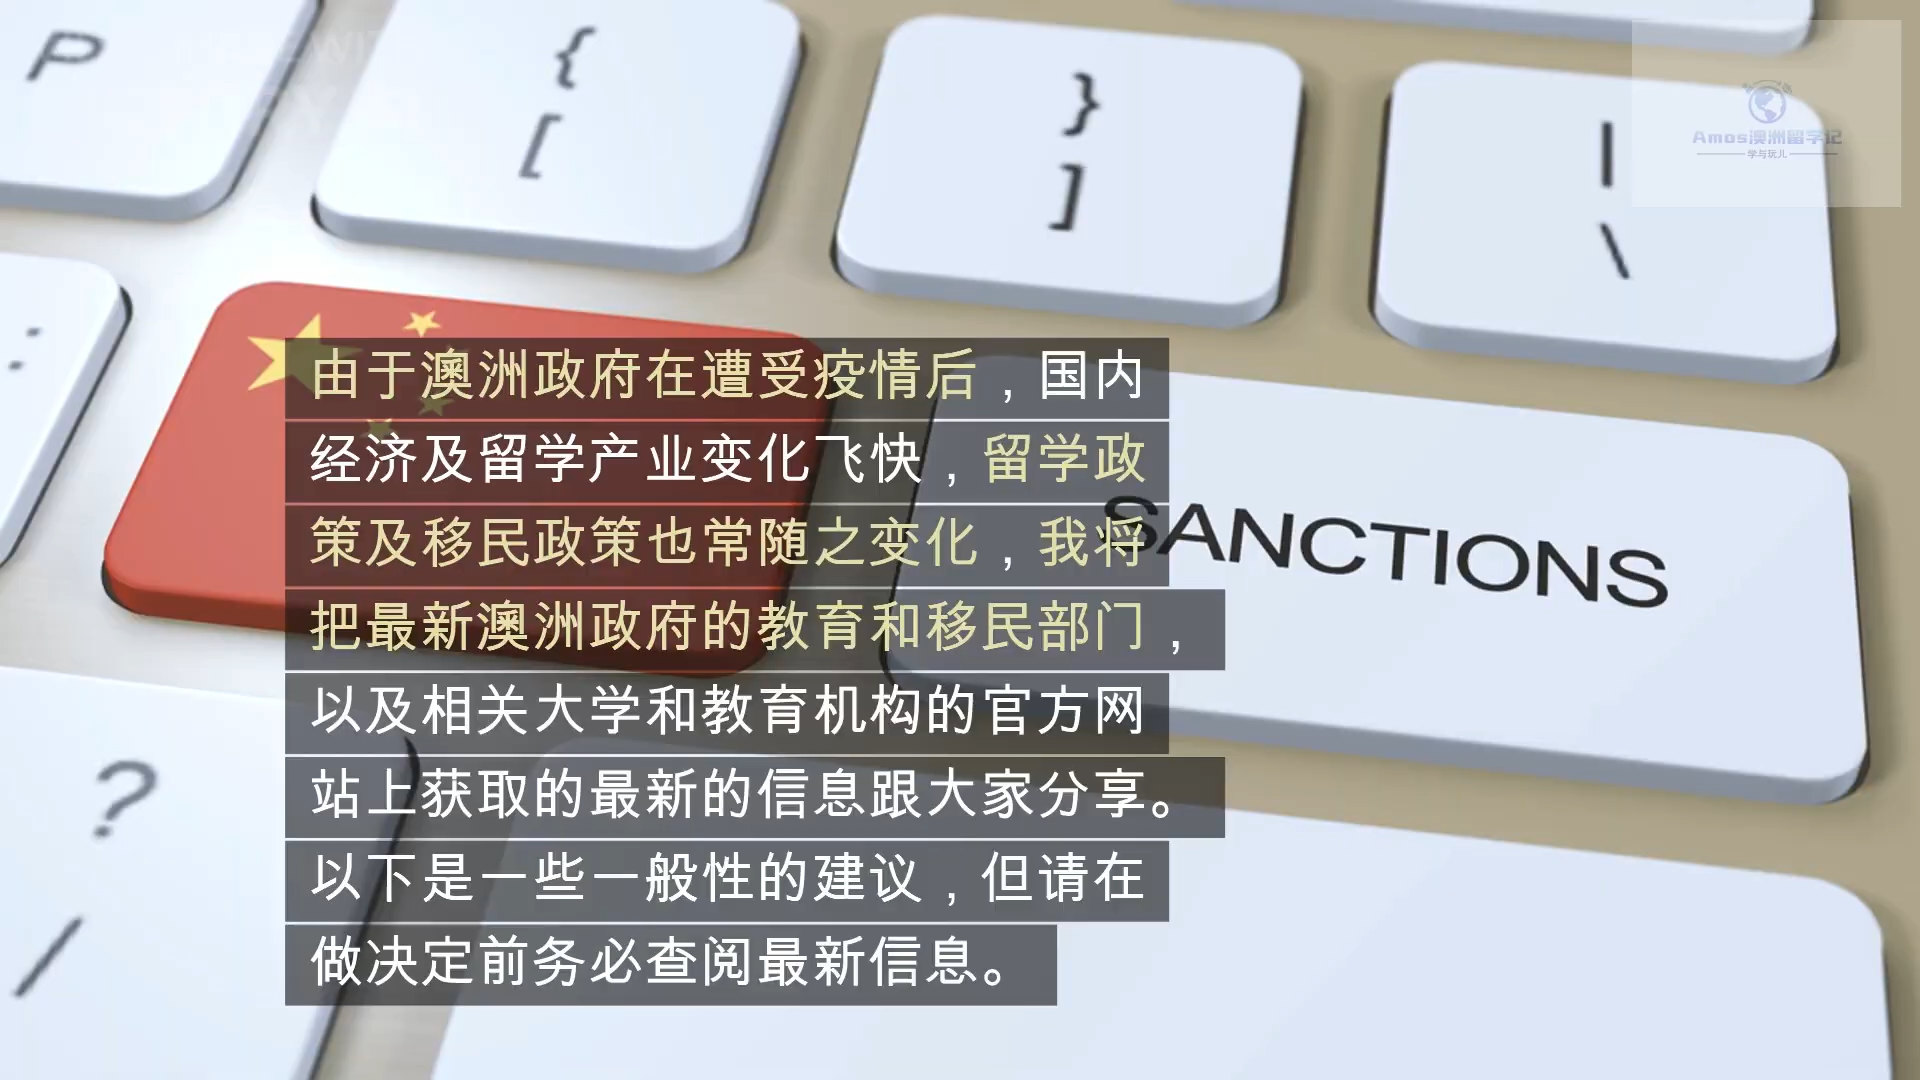 P
{
[
}
]
|
\
Amos澳洲留学记
学与玩儿
:
由于澳洲政府在遭受疫情后，国内
经济及留学产业变化飞快，留学政
策及移民政策也常随之变化，我将
把最新澳洲政府的教育和移民部门，
以及相关大学和教育机构的官方网
站上获取的最新的信息跟大家分享。
以下是一些一般性的建议，但请在
做决定前务必查阅最新信息。
SANCTIONS
?
/